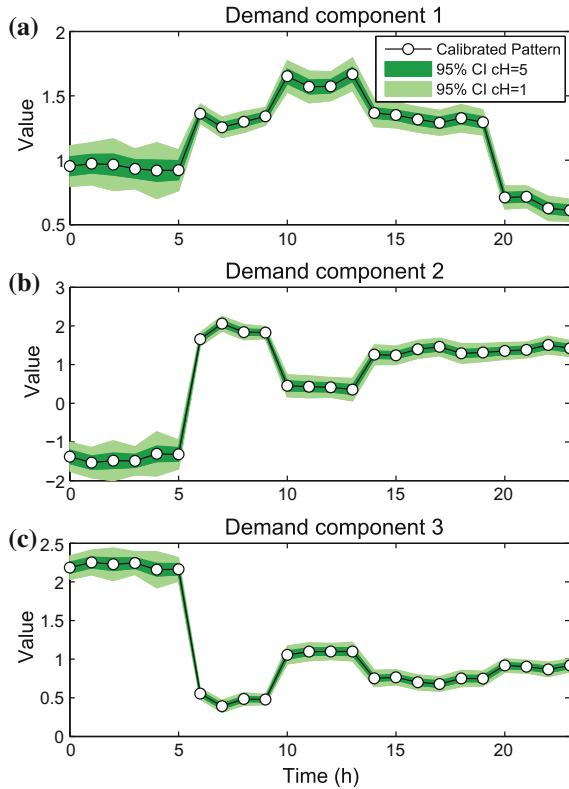 (a)
Demand component 1
Calibrated Pattern
95% CI cH=5
95% CI cH=1
Value
2
1.5
1
0.5
0 5 10 15 20
(b)
Demand component 2
Value
3
2
1
0
−1
−2
0 5 10 15 20
(c)
Demand component 3
Value
2.5
2
1.5
1
0.5
0
0 5 10 15 20
Time (h)